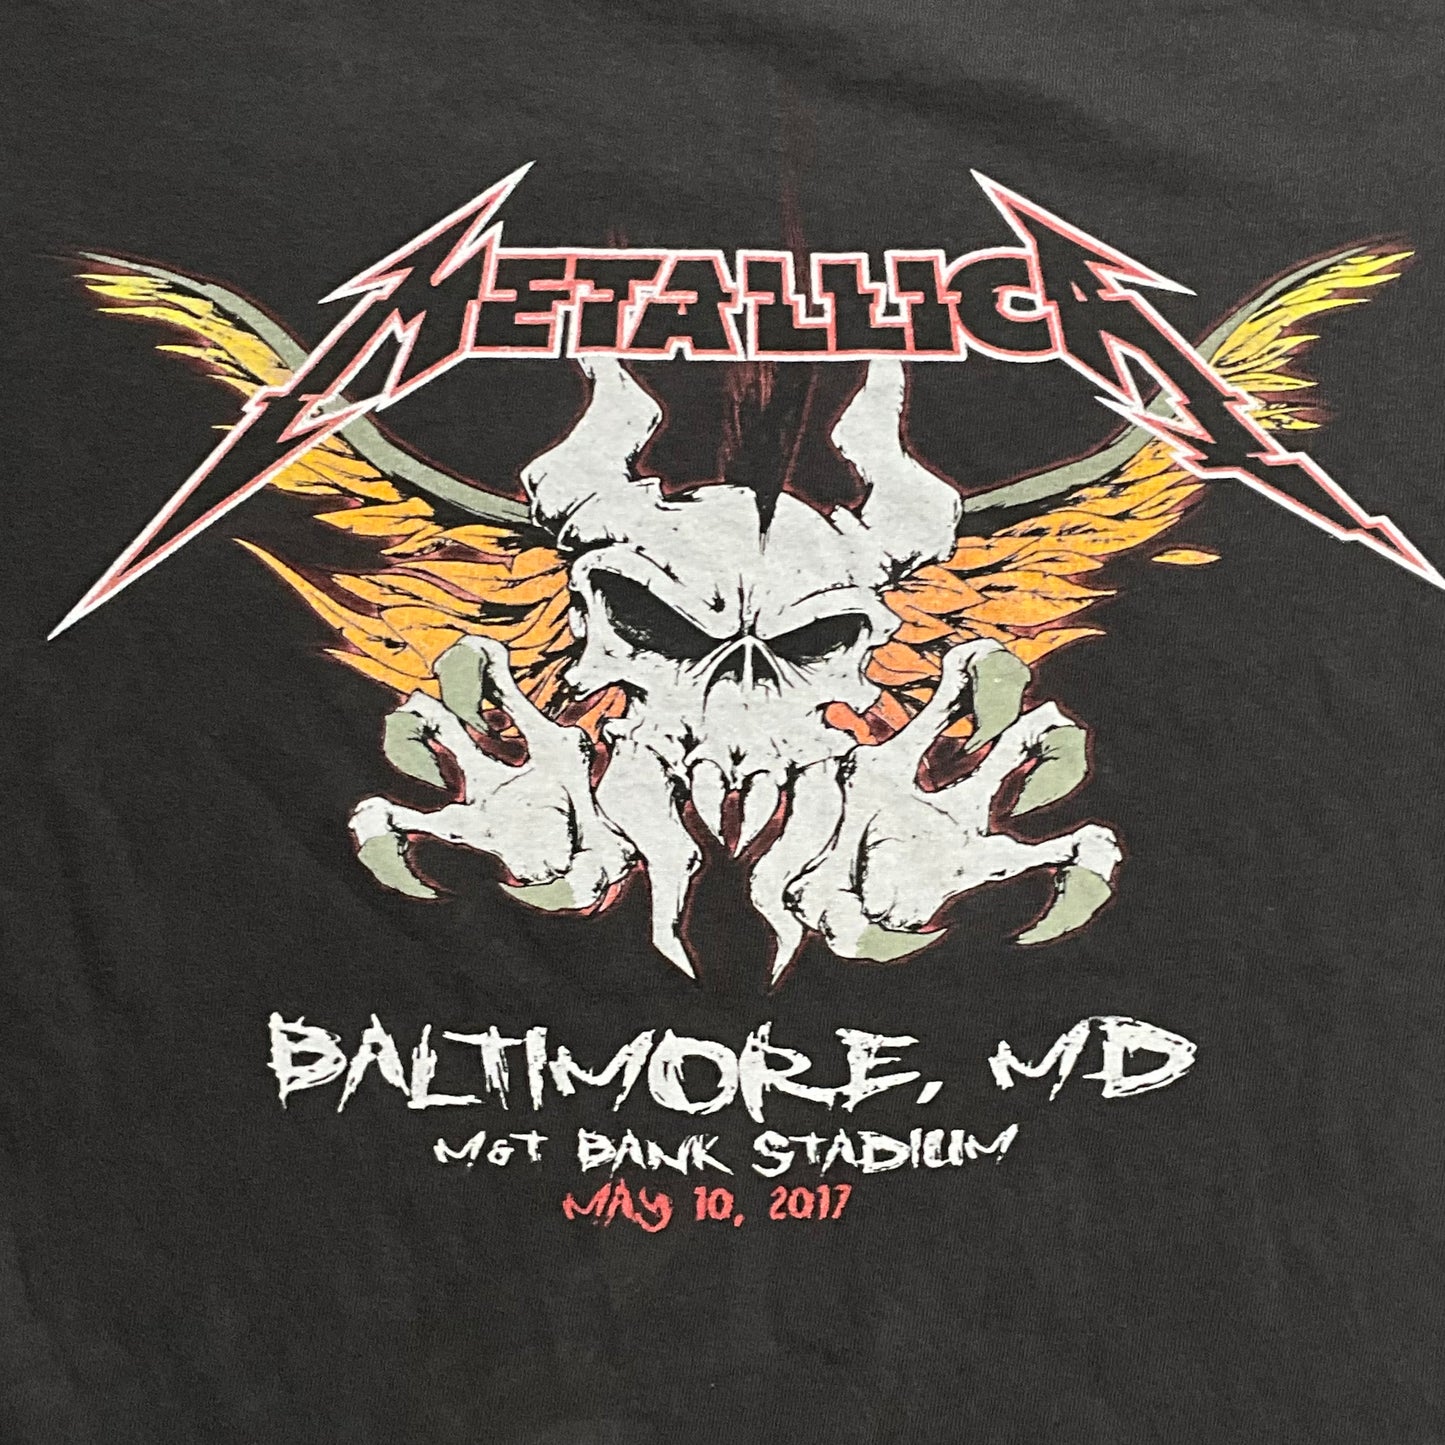 METALLICA
BALTIMORE, MD
M&T BANK STADIUM
MAY 10, 2017